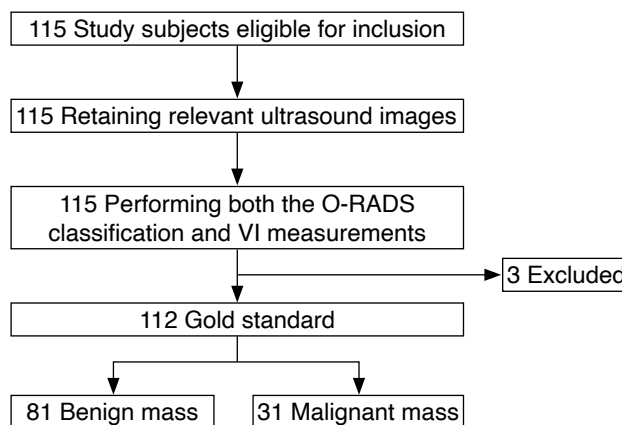 115 Study subjects eligible for inclusion
115 Retaining relevant ultrasound images
115 Performing both the O-RADS
classification and VI measurements
3 Excluded
112 Gold standard
81 Benign mass
31 Malignant mass